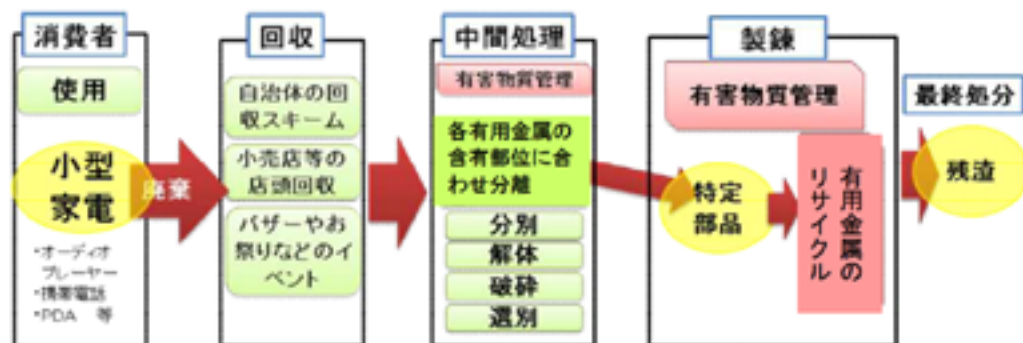 消費者
使用
小型
家電
・オーディオ
プレーヤー
・携帯電話
・PDA 等
廃棄
回収
自治体の回
収スキーム
小売店等の
店頭回収
バザーやお
祭りなどのイ
ベント
中間処理
有害物質管理
各有用金属の
含有部位に合
わせ分離
分別
解体
破砕
選別
製錬
有害物質管理
特定
部品
有用金属の
リサイクル
最終処分
残渣